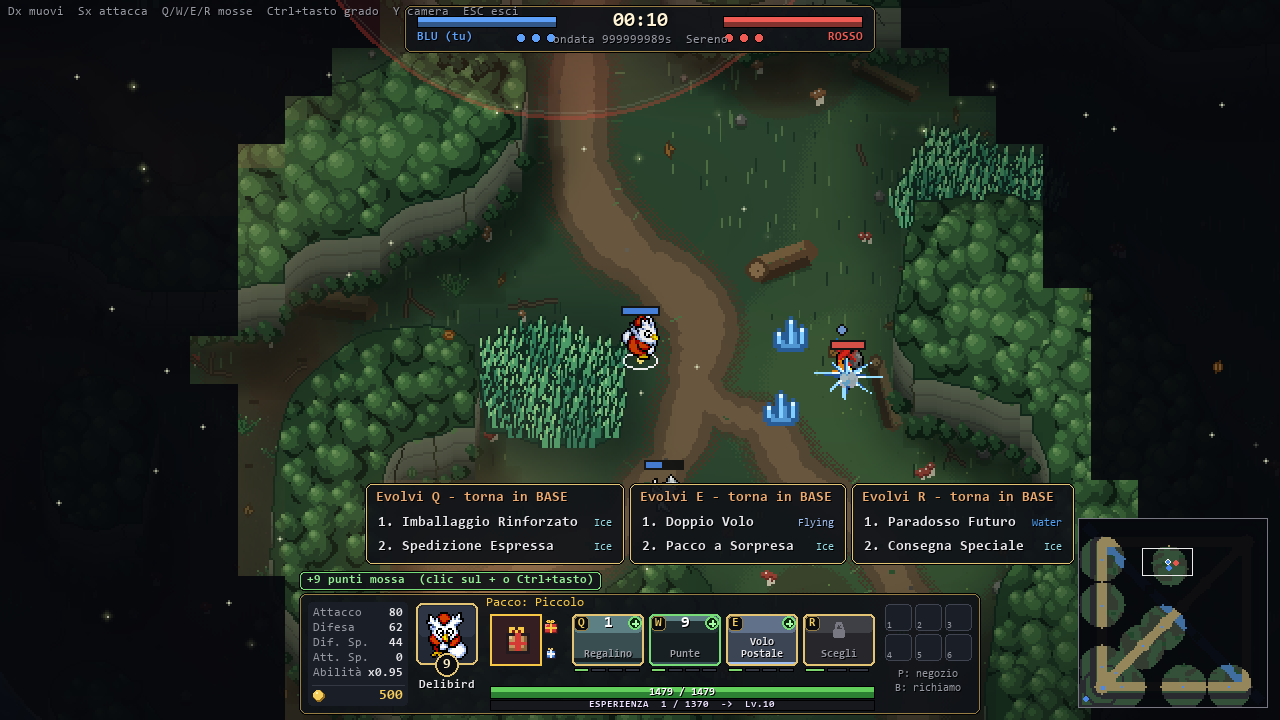 Dx muovi  Sx attacca  Q/W/E/R mosse  Ctrl+tasto grado  Y camera  ESC esci
00:10
BLU (tu)
ondata 999999989s  Sereno
ROSSO
Evolvi Q - torna in BASE
1. Imballaggio Rinforzato  Ice
2. Spedizione Espressa  Ice
Evolvi E - torna in BASE
1. Doppio Volo  Flying
2. Pacco a Sorpresa  Ice
Evolvi R - torna in BASE
1. Paradosso Futuro  Water
2. Consegna Speciale  Ice
+9 punti mossa  (clic sul + o Ctrl+tasto)
Attacco 80
Difesa 62
Dif. Sp. 44
Att. Sp. 0
Abilità x0.95
500
9
Delibird
Pacco: Piccolo
Q 1 +
Regalino
W 9 +
Punte
E +
Volo Postale
R
Scegli
1 2 3
4 5 6
P: negozio
B: richiamo
1479 / 1479
ESPERIENZA  1 / 1370  ->  Lv.10